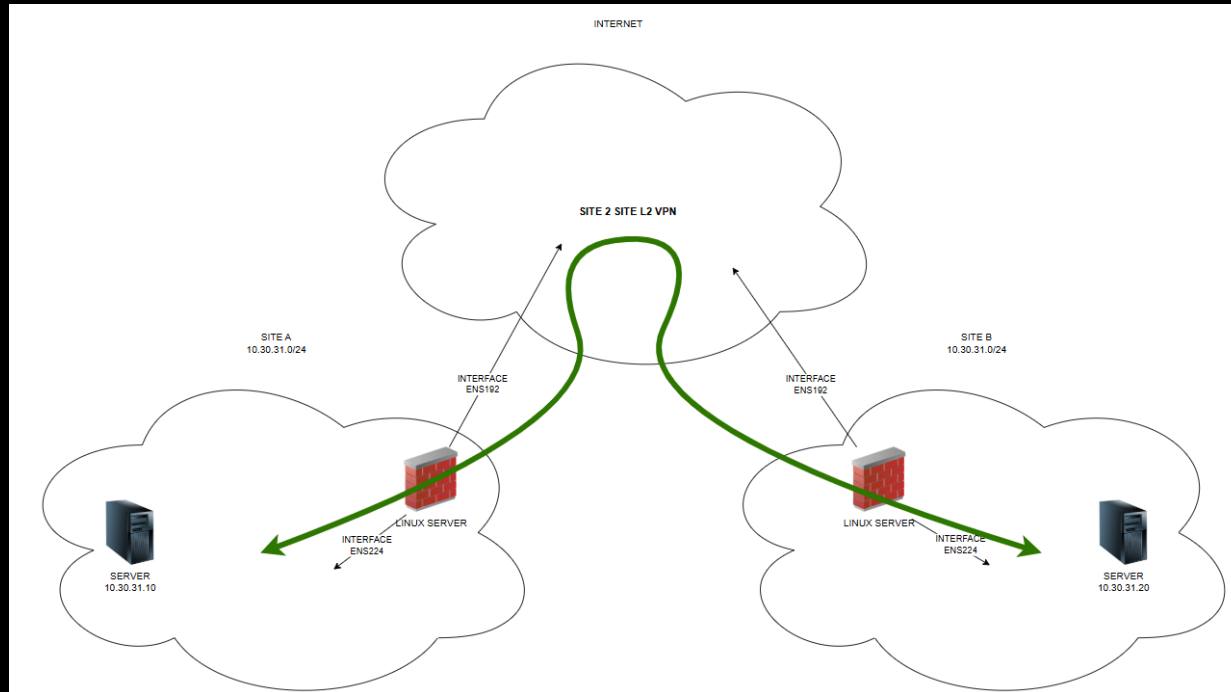 INTERNET
SITE 2 SITE L2 VPN
SITE A
10.30.31.0/24
SITE B
10.30.31.0/24
INTERFACE
ENS192
INTERFACE
ENS192
LINUX SERVER
INTERFACE
ENS224
SERVER
10.30.31.10
LINUX SERVER
INTERFACE
ENS224
SERVER
10.30.31.20